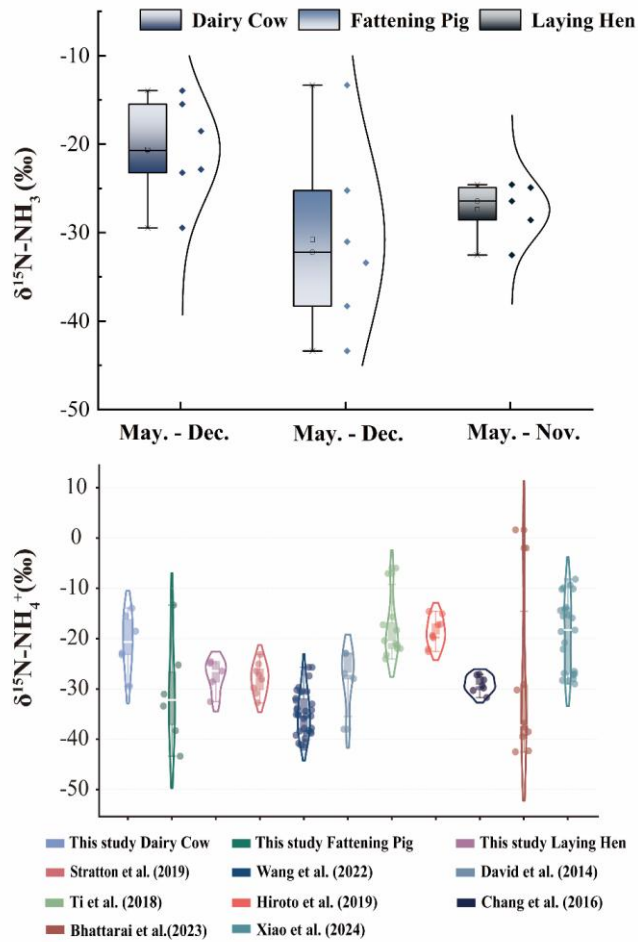 Dairy Cow Fattening Pig Laying Hen
-10
-20
-30
-40
-50
δ¹⁵N-NH₃ (‰)
May. - Dec. May. - Dec. May. - Nov.
10
0
-10
-20
-30
-40
-50
δ¹⁵N-NH₄⁺(‰)
This study Dairy Cow This study Fattening Pig This study Laying Hen
Stratton et al. (2019) Wang et al. (2022) David et al. (2014)
Ti et al. (2018) Hiroto et al. (2019) Chang et al. (2016)
Bhattarai et al.(2023) Xiao et al. (2024)